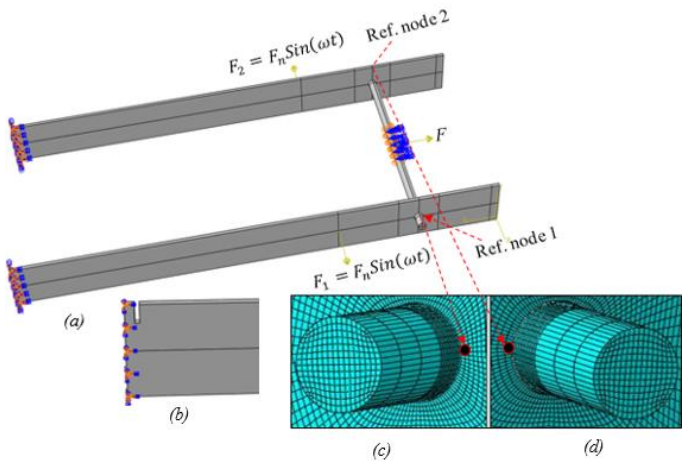 Ref. node 2
F₂ = FₙSin(ωt)
F
Ref. node 1
F₁ = FₙSin(ωt)
(a)
(b)
(c)
(d)